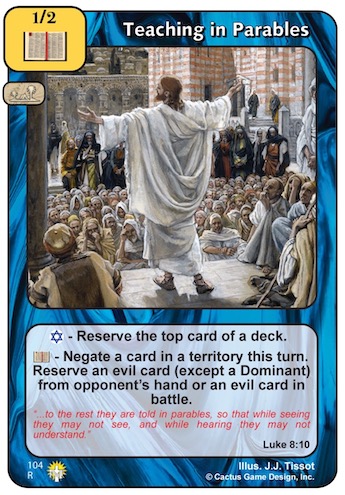 1/2
Teaching in Parables
- Reserve the top card of a deck.
- Negate a card in a territory this turn.
Reserve an evil card (except a Dominant)
from opponent's hand or an evil card in
battle.
"...to the rest they are told in parables, so that while seeing
they may not see, and while hearing they may not
understand."
Luke 8:10
104
R
Illus. J.J. Tissot
© Cactus Game Design, Inc.